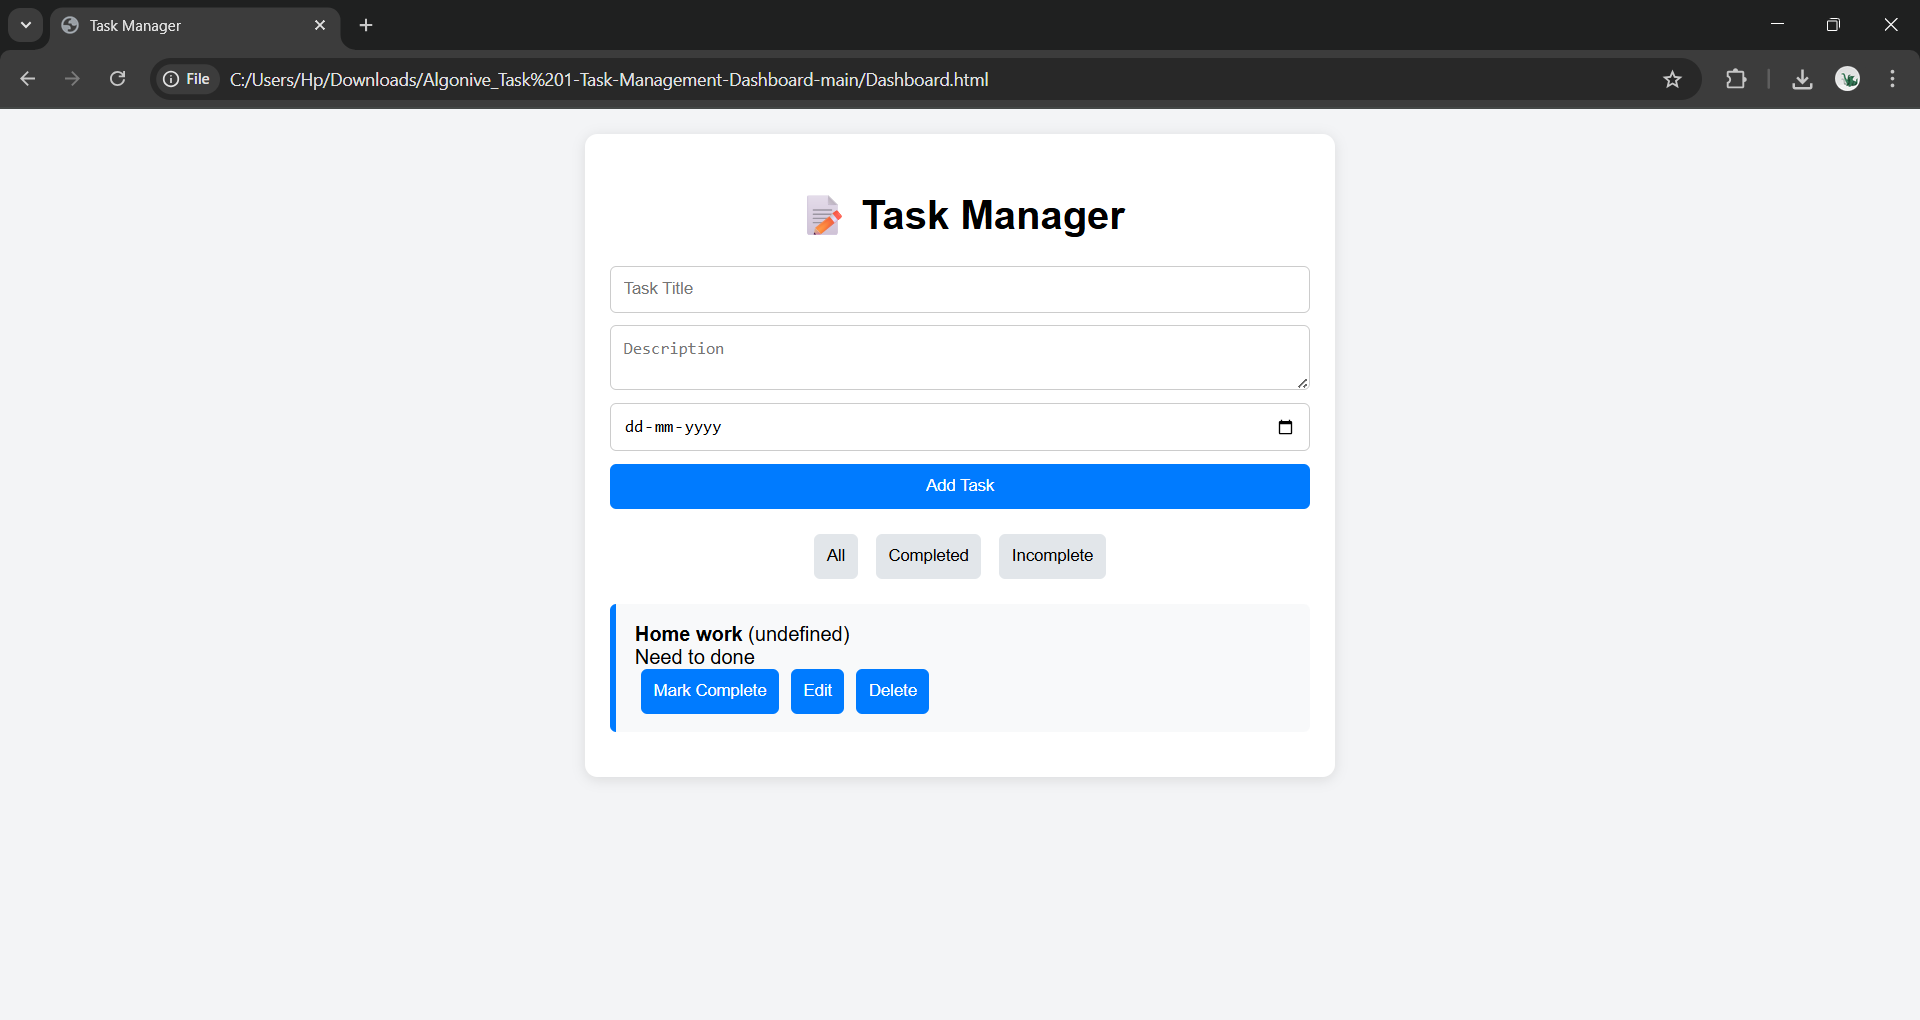 Task Manager
File C:/Users/Hp/Downloads/Algonive_Task%201-Task-Management-Dashboard-main/Dashboard.html
Task Manager
Task Title
Description
dd-mm-yyyy
Add Task
All Completed Incomplete
Home work (undefined)
Need to done
Mark Complete Edit Delete